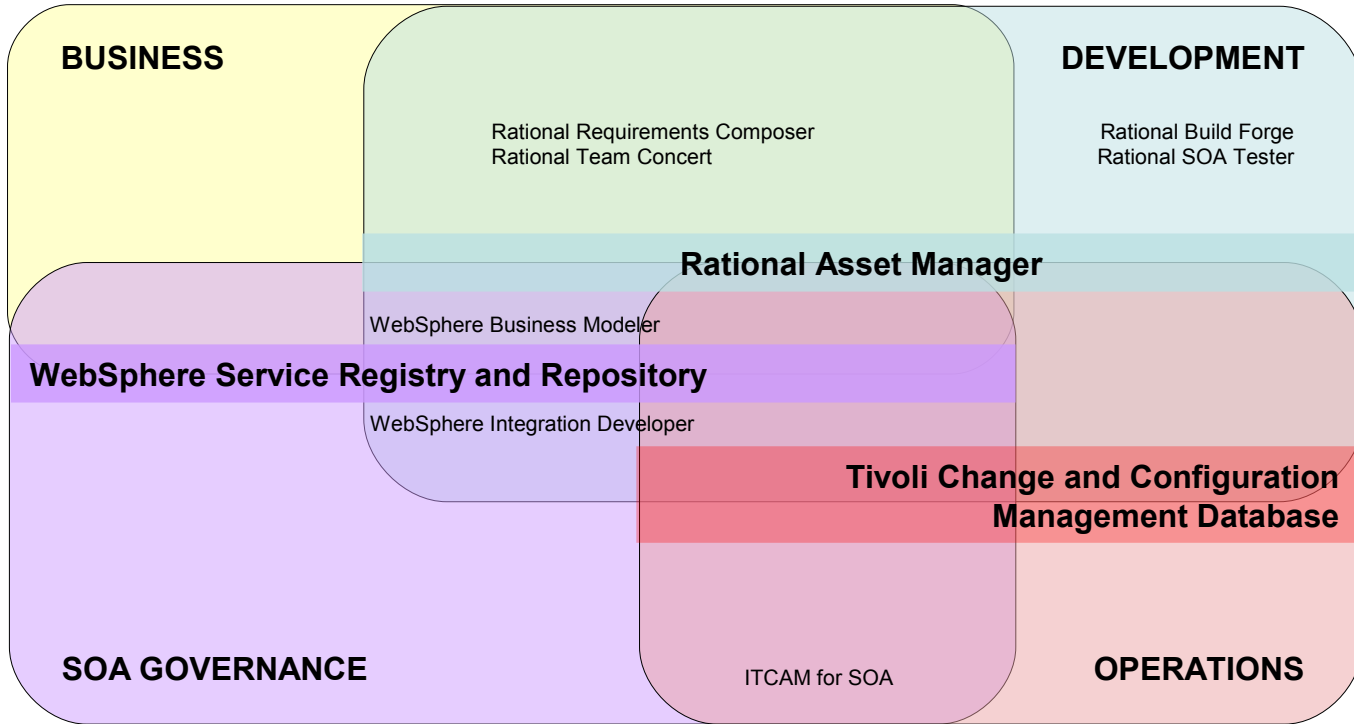 BUSINESS
DEVELOPMENT
Rational Requirements Composer
Rational Team Concert
Rational Build Forge
Rational SOA Tester
Rational Asset Manager
WebSphere Business Modeler
WebSphere Service Registry and Repository
WebSphere Integration Developer
Tivoli Change and Configuration
Management Database
SOA GOVERNANCE
ITCAM for SOA
OPERATIONS